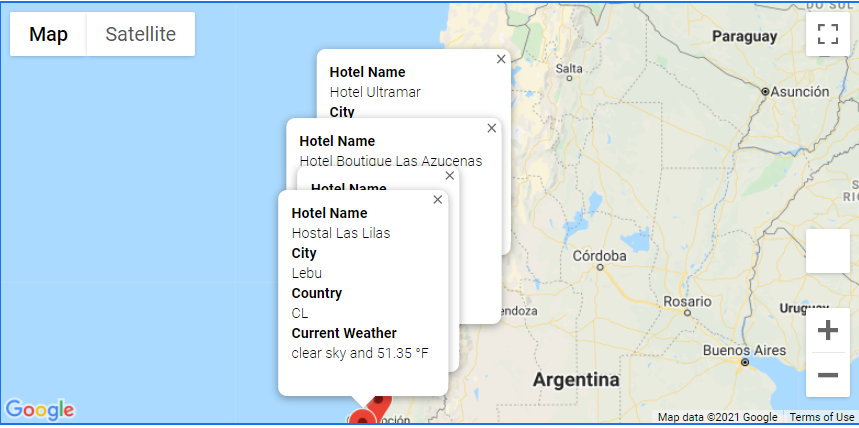 Map
Satellite
Paraguay
Salta
Asunción
Hotel Name
Hotel Ultramar
City
Hotel Name
Hotel Boutique Las Azucenas
Hotel Name
Hotel Name
Hostal Las Lilas
City
Lebu
Country
CL
Current Weather
clear sky and 51.35 °F
Córdoba
Rosario
Uruguay
Buenos Aires
Argentina
Google
Map data ©2021 Google
Terms of Use